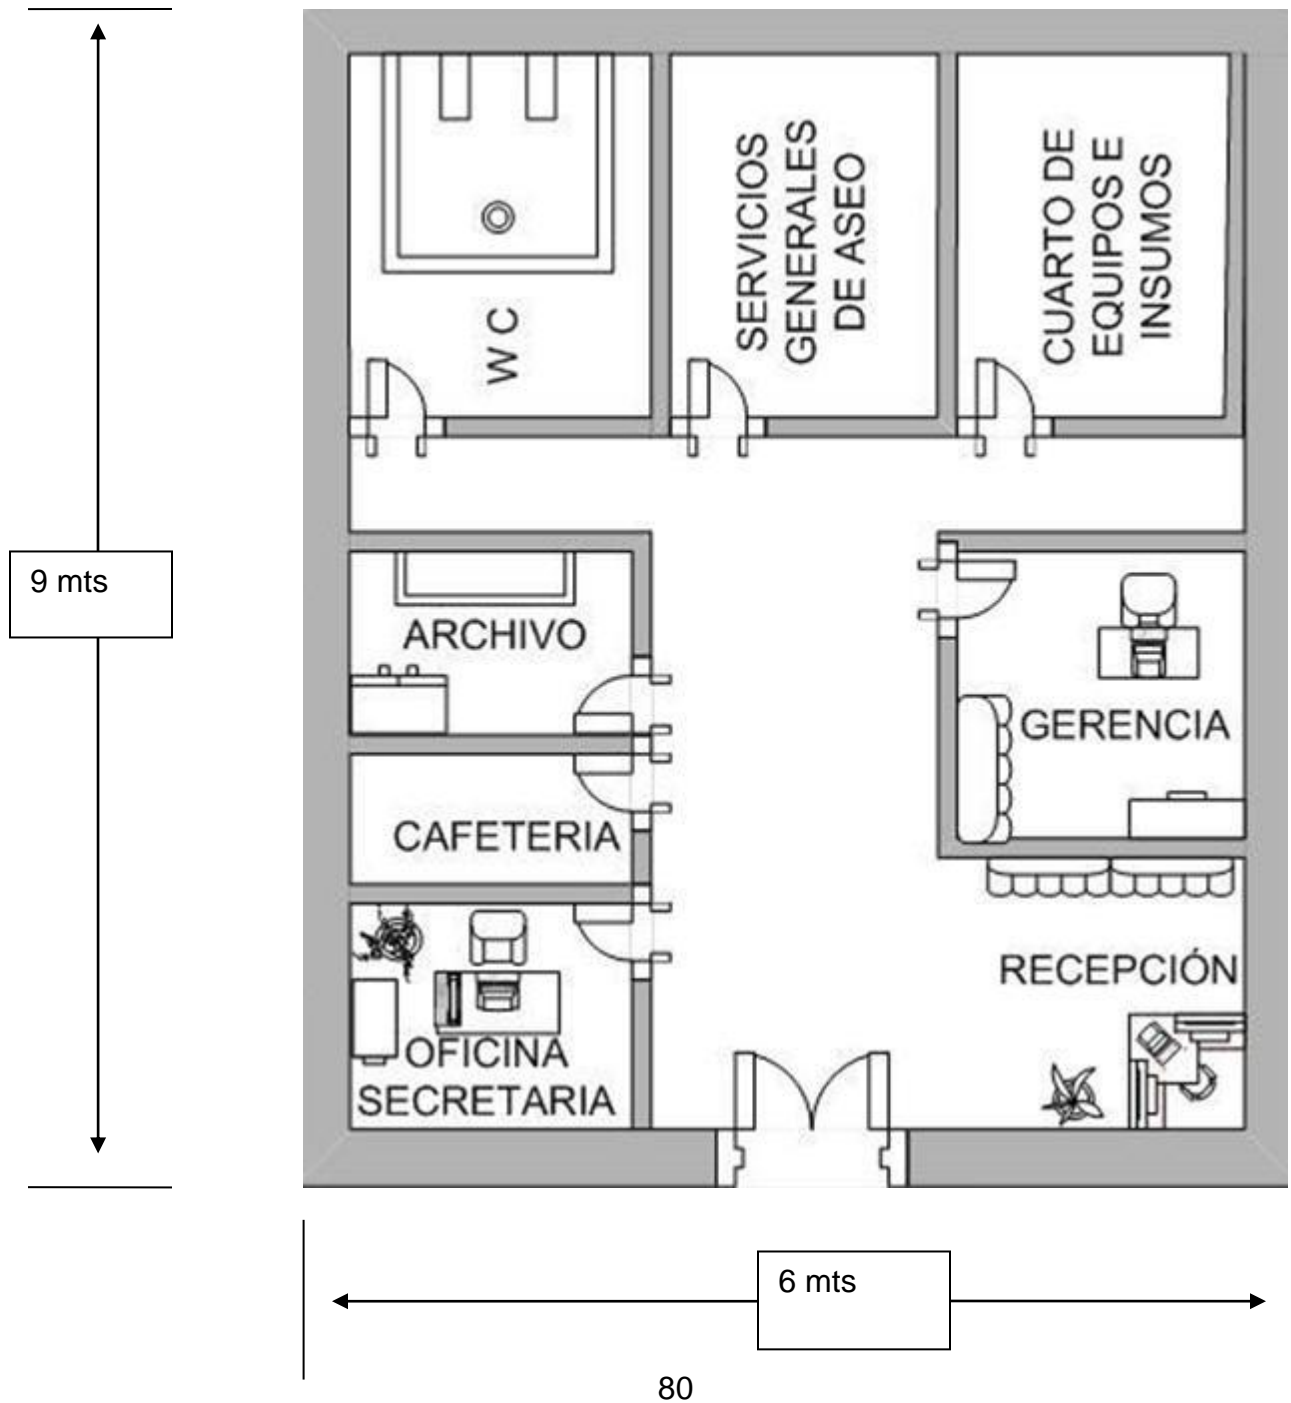 W C
SERVICIOS
GENERALES
DE ASEO
CUARTO DE
EQUIPOS E
INSUMOS
9 mts
ARCHIVO
GERENCIA
CAFETERIA
RECEPCIÓN
OFICINA
SECRETARIA
6 mts
80